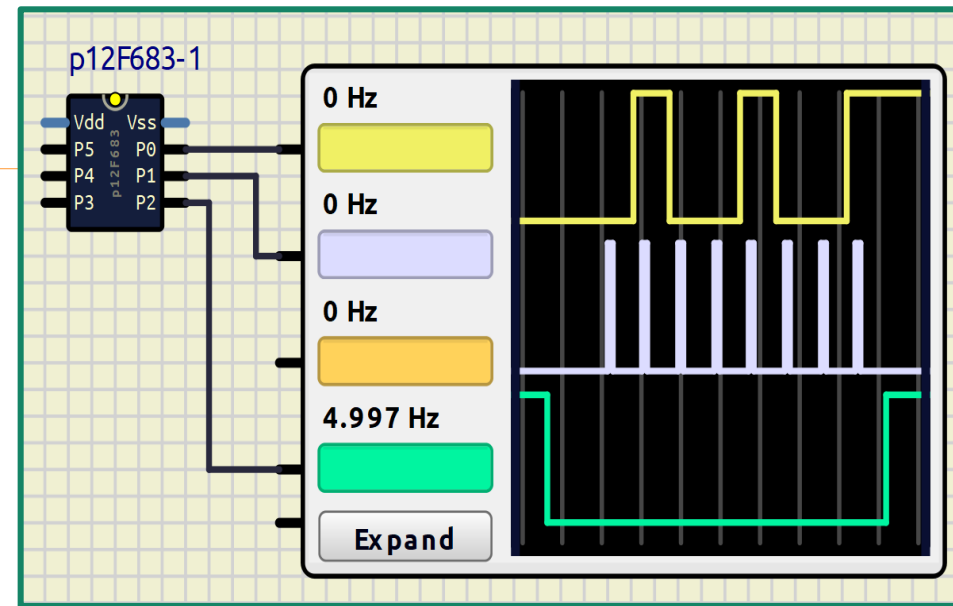 p12F683-1
Vdd Vss
P5 P0
P4 P1
P3 P2
p12F683
0 Hz
0 Hz
0 Hz
4.997 Hz
Expand